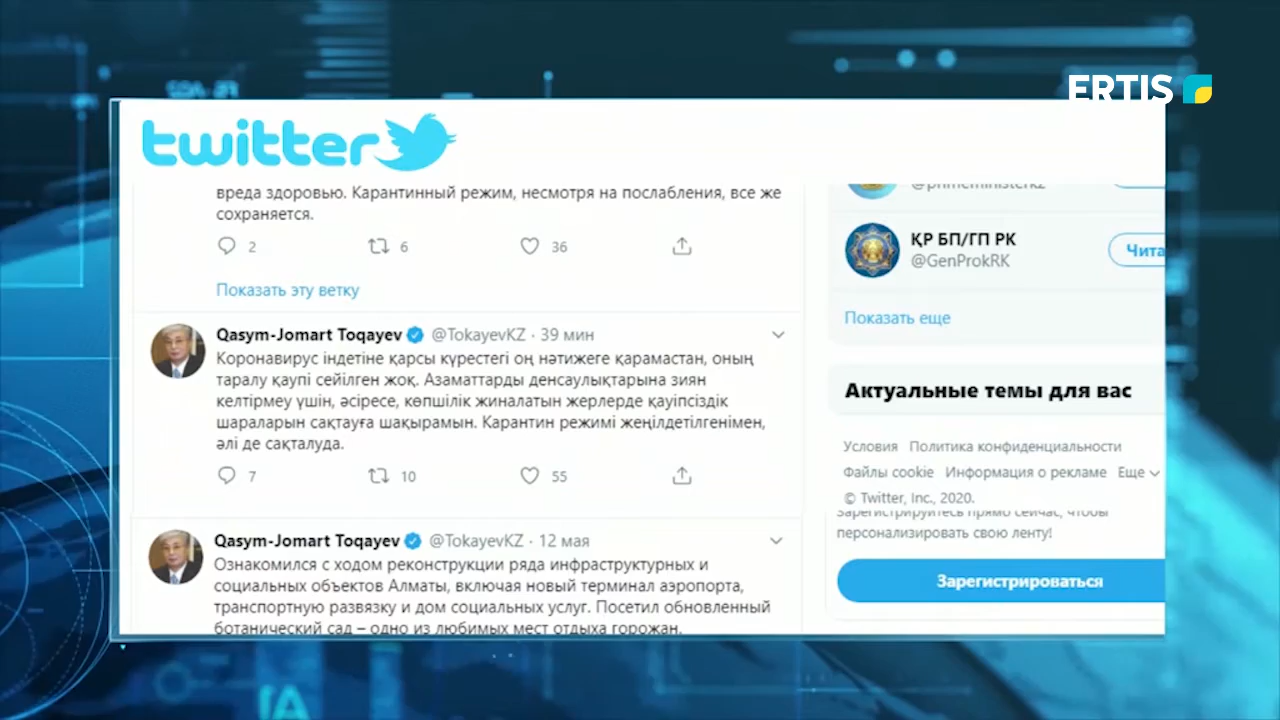 ERTIS
twitter
вреда здоровью. Карантинный режим, несмотря на послабления, все же
сохраняется.
2 6 36
Показать эту ветку
Qasym-Jomart Toqayev @TokayevKZ · 39 мин
Коронавирус індетіне қарсы күрестегі оң нәтижеге қарамастан, оның
таралу қаупі сейілген жоқ. Азаматтарды денсаулықтарына зиян
келтірмеу үшін, әсіресе, көпшілік жиналатын жерлерде қауіпсіздік
шараларын сақтауға шақырамын. Карантин режимі жеңілдетілгенімен,
әлі де сақталуда.
7 10 55
Qasym-Jomart Toqayev @TokayevKZ · 12 мая
Ознакомился с ходом реконструкции ряда инфраструктурных и
социальных объектов Алматы, включая новый терминал аэропорта,
транспортную развязку и дом социальных услуг. Посетил обновленный
ботанический сад – одно из любимых мест отдыха горожан.
@primeministerkz
ҚР БП/ГП РК
@GenProkRK
Чита
Показать еще
Актуальные темы для вас
Условия Политика конфиденциальности
Файлы cookie Информация о рекламе Еще
© Twitter, Inc., 2020.
Зарегистрируйтесь прямо сейчас, чтобы
персонализировать свою ленту!
Зарегистрироваться